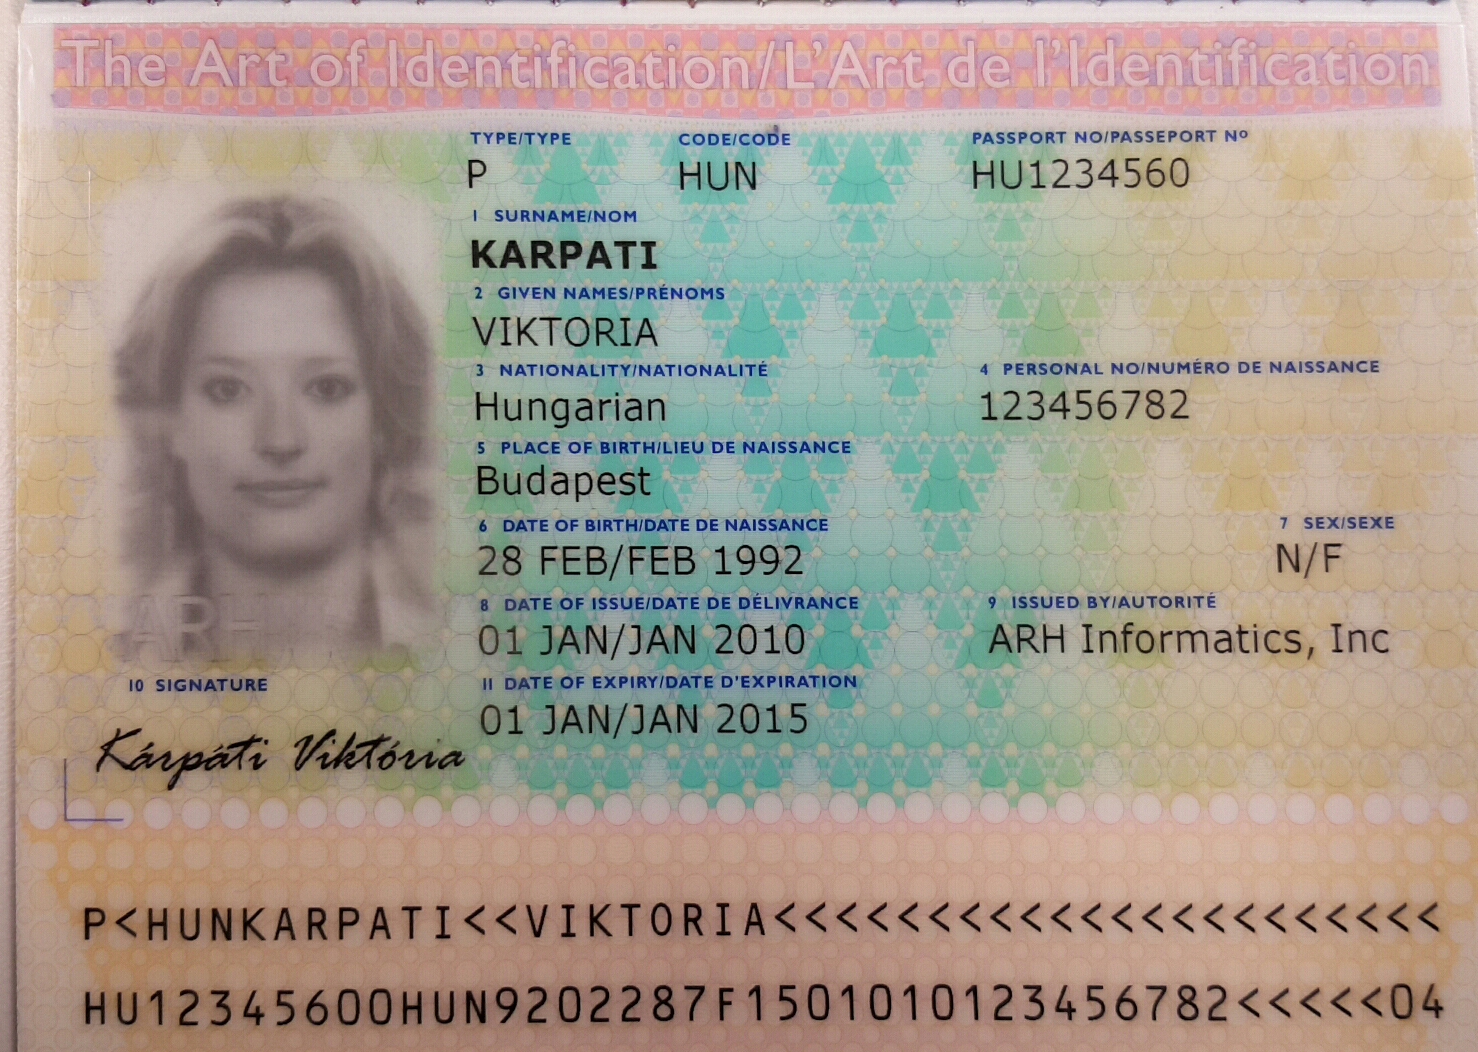 The Art of Identification/L'Art de l'Identification
TYPE/TYPE CODE/CODE PASSPORT NO/PASSEPORT Nº
P HUN HU1234560
1 SURNAME/NOM
KARPATI
2 GIVEN NAMES/PRÉNOMS
VIKTORIA
3 NATIONALITY/NATIONALITÉ 4 PERSONAL NO/NUMÉRO DE NAISSANCE
Hungarian 123456782
5 PLACE OF BIRTH/LIEU DE NAISSANCE
Budapest
6 DATE OF BIRTH/DATE DE NAISSANCE 7 SEX/SEXE
28 FEB/FEB 1992 N/F
8 DATE OF ISSUE/DATE DE DÉLIVRANCE 9 ISSUED BY/AUTORITÉ
01 JAN/JAN 2010 ARH Informatics, Inc
ARH
10 SIGNATURE 11 DATE OF EXPIRY/DATE D'EXPIRATION
01 JAN/JAN 2015
Kárpáti Viktória
P<HUNKARPATI<<VIKTORIA<<<<<<<<<<<<<<<<<<<<<<
HU12345600HUN9202287F1501010123456782<<<<<04